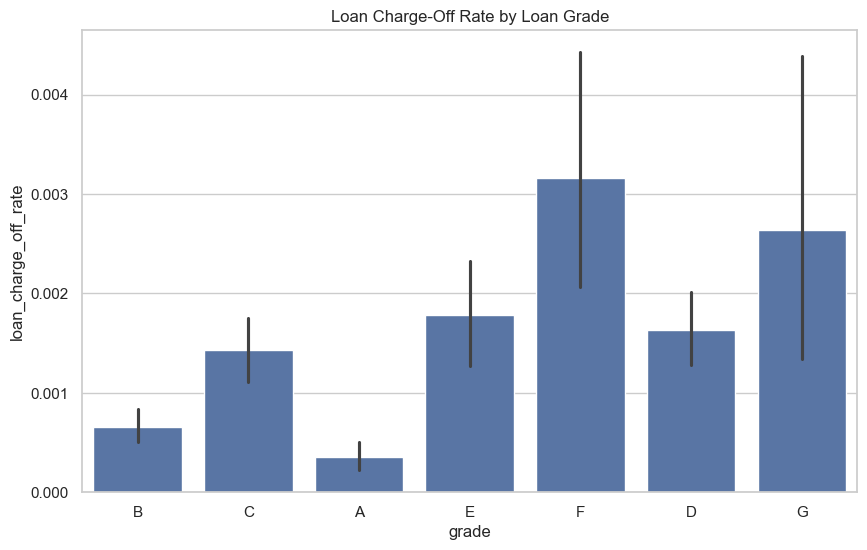 Loan Charge-Off Rate by Loan Grade
loan_charge_off_rate
0.004
0.003
0.002
0.001
0.000
B C A E F D G
grade